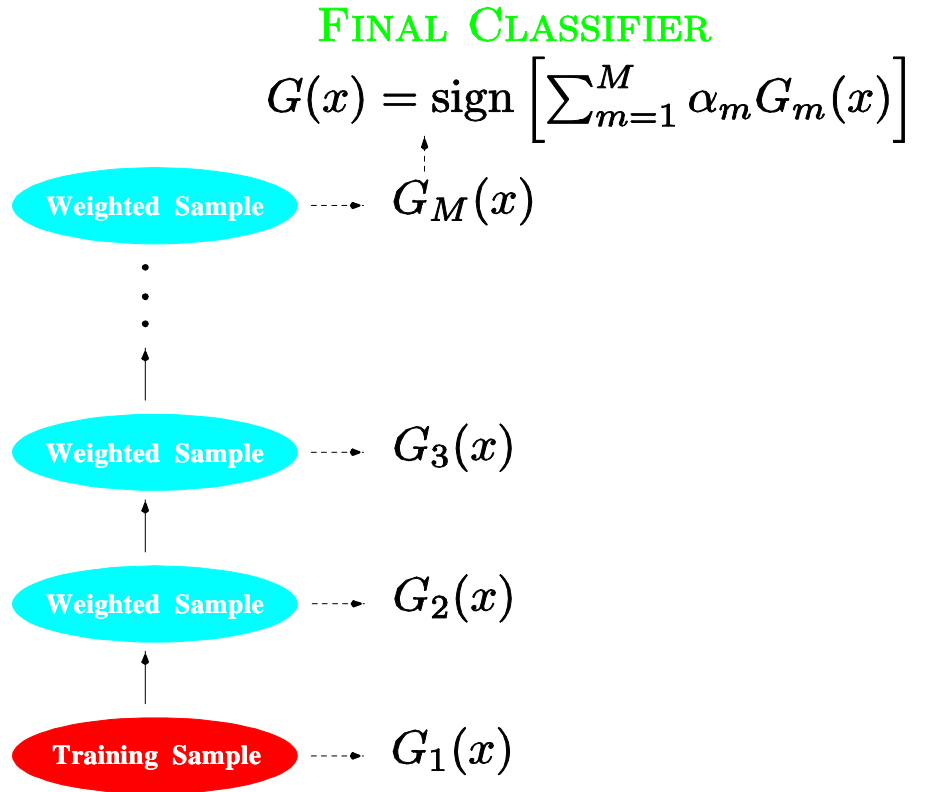 FINAL CLASSIFIER
G(x) = sign [∑_{m=1}^{M} α_m G_m(x)]
Weighted Sample G_M(x)
Weighted Sample G_3(x)
Weighted Sample G_2(x)
Training Sample G_1(x)